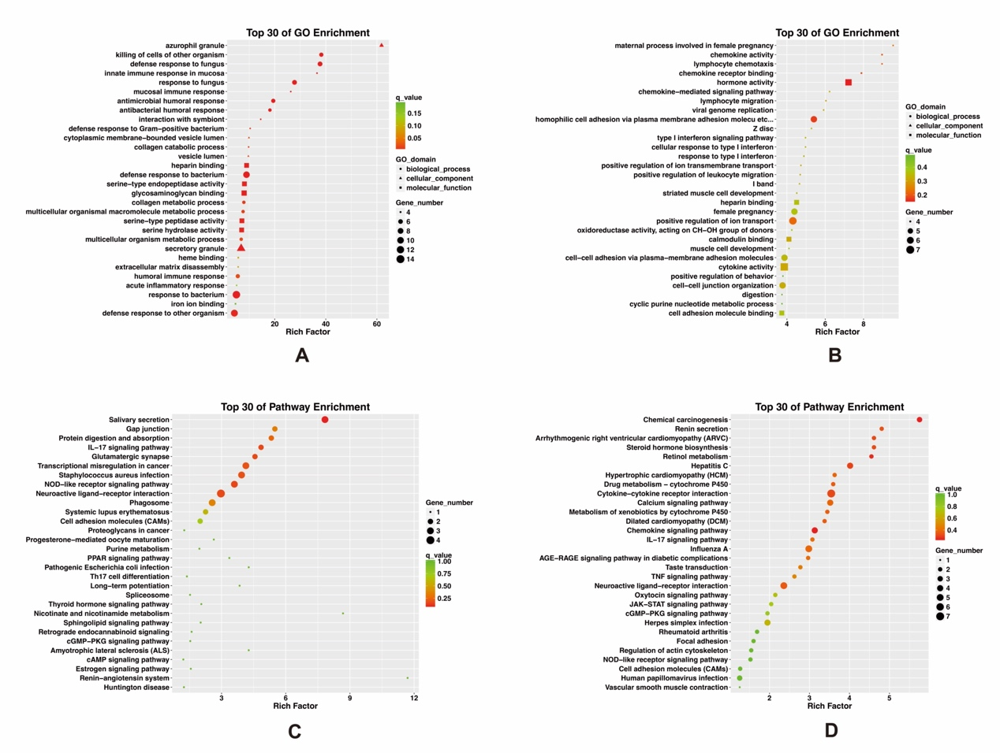 Top 30 of GO Enrichment
azurophil granule
killing of cells of other organism
defense response to fungus
innate immune response in mucosa
response to fungus
mucosal immune response
antimicrobial humoral response
antibacterial humoral response
interaction with symbiont
defense response to Gram−positive bacterium
cytoplasmic membrane−bounded vesicle lumen
collagen catabolic process
vesicle lumen
heparin binding
defense response to bacterium
serine−type endopeptidase activity
glycosaminoglycan binding
collagen metabolic process
multicellular organismal macromolecule metabolic process
serine−type peptidase activity
serine hydrolase activity
multicellular organism metabolic process
secretory granule
heme binding
extracellular matrix disassembly
humoral immune response
acute inflammatory response
response to bacterium
iron ion binding
defense response to other organism
20 40 60
Rich Factor
q_value
0.15
0.10
0.05
GO_domain
biological_process
cellular_component
molecular_function
Gene_number
4
6
8
10
12
14
A
Top 30 of GO Enrichment
maternal process involved in female pregnancy
chemokine activity
lymphocyte chemotaxis
chemokine receptor binding
hormone activity
chemokine−mediated signaling pathway
lymphocyte migration
viral genome replication
homophilic cell adhesion via plasma membrane adhesion molecu etc...
Z disc
type I interferon signaling pathway
cellular response to type I interferon
response to type I interferon
positive regulation of ion transmembrane transport
positive regulation of leukocyte migration
I band
striated muscle cell development
heparin binding
female pregnancy
positive regulation of ion transport
oxidoreductase activity, acting on CH−OH group of donors
calmodulin binding
muscle cell development
cell−cell adhesion via plasma−membrane adhesion molecules
cytokine activity
positive regulation of behavior
cell−cell junction organization
digestion
cyclic purine nucleotide metabolic process
cell adhesion molecule binding
4 6 8
Rich Factor
GO_domain
biological_process
cellular_component
molecular_function
q_value
0.4
0.3
0.2
Gene_number
4
5
6
7
B
Top 30 of Pathway Enrichment
Salivary secretion
Gap junction
Protein digestion and absorption
IL−17 signaling pathway
Glutamatergic synapse
Transcriptional misregulation in cancer
Staphylococcus aureus infection
NOD−like receptor signaling pathway
Neuroactive ligand−receptor interaction
Phagosome
Systemic lupus erythematosus
Cell adhesion molecules (CAMs)
Proteoglycans in cancer
Progesterone−mediated oocyte maturation
Purine metabolism
PPAR signaling pathway
Pathogenic Escherichia coli infection
Th17 cell differentiation
Long−term potentiation
Spliceosome
Thyroid hormone signaling pathway
Nicotinate and nicotinamide metabolism
Sphingolipid signaling pathway
Retrograde endocannabinoid signaling
cGMP−PKG signaling pathway
Amyotrophic lateral sclerosis (ALS)
cAMP signaling pathway
Estrogen signaling pathway
Renin−angiotensin system
Huntington disease
3 6 9 12
Rich Factor
Gene_number
1
2
3
4
q_value
1.00
0.75
0.50
0.25
C
Top 30 of Pathway Enrichment
Chemical carcinogenesis
Renin secretion
Arrhythmogenic right ventricular cardiomyopathy (ARVC)
Steroid hormone biosynthesis
Retinol metabolism
Hepatitis C
Hypertrophic cardiomyopathy (HCM)
Drug metabolism − cytochrome P450
Cytokine−cytokine receptor interaction
Calcium signaling pathway
Metabolism of xenobiotics by cytochrome P450
Dilated cardiomyopathy (DCM)
Chemokine signaling pathway
IL−17 signaling pathway
Influenza A
AGE−RAGE signaling pathway in diabetic complications
Taste transduction
TNF signaling pathway
Neuroactive ligand−receptor interaction
Oxytocin signaling pathway
JAK−STAT signaling pathway
cGMP−PKG signaling pathway
Herpes simplex infection
Rheumatoid arthritis
Focal adhesion
Regulation of actin cytoskeleton
NOD−like receptor signaling pathway
Cell adhesion molecules (CAMs)
Human papillomavirus infection
Vascular smooth muscle contraction
2 3 4 5
Rich Factor
q_value
1.0
0.8
0.6
0.4
Gene_number
1
2
3
4
5
6
7
D